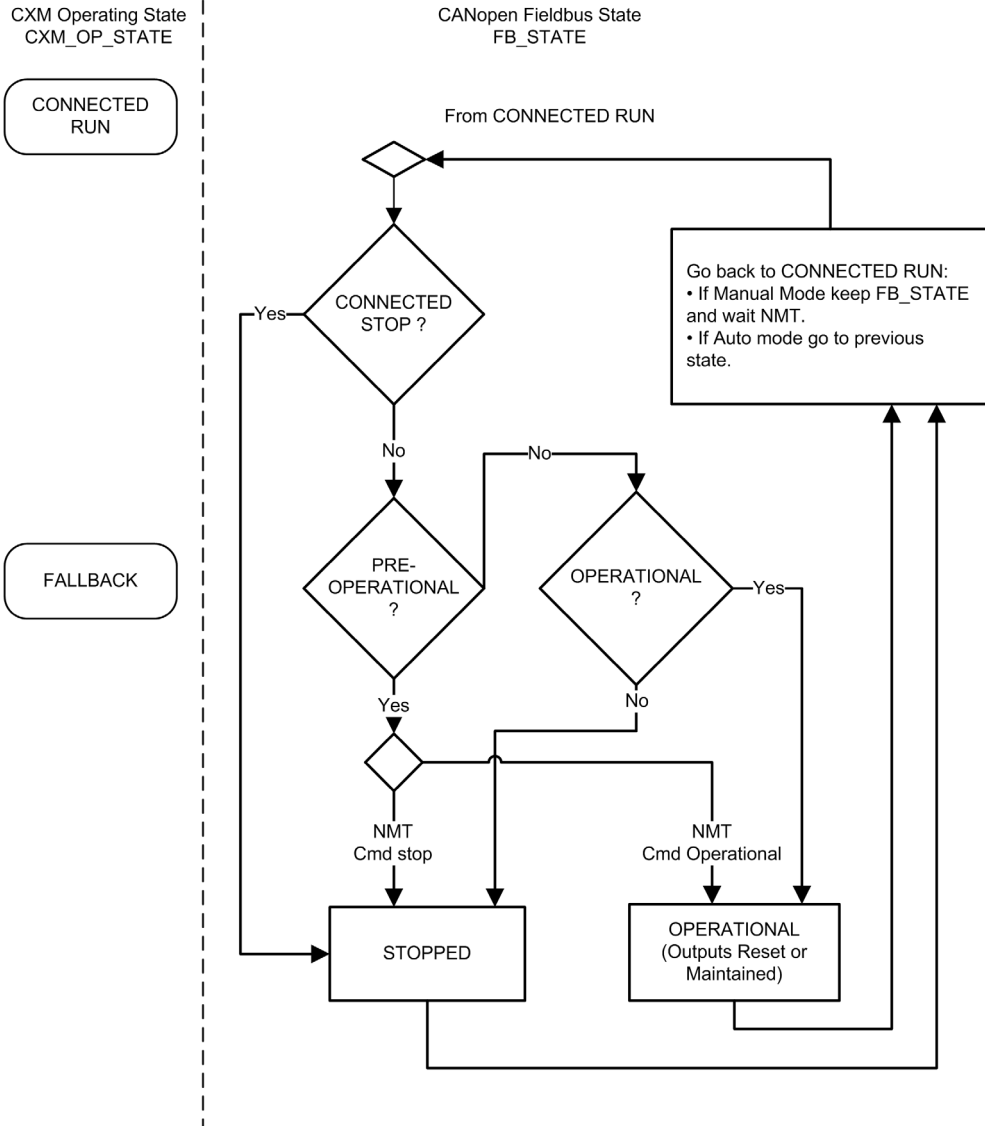 CXM Operating State
CXM_OP_STATE
CANopen Fieldbus State
FB_STATE
CONNECTED
RUN
From CONNECTED RUN
CONNECTED
STOP ?
Yes
Go back to CONNECTED RUN:
• If Manual Mode keep FB_STATE
and wait NMT.
• If Auto mode go to previous
state.
No
No
FALLBACK
PRE-
OPERATIONAL
?
OPERATIONAL
?
Yes
Yes
No
NMT
Cmd stop
NMT
Cmd Operational
STOPPED
OPERATIONAL
(Outputs Reset or
Maintained)